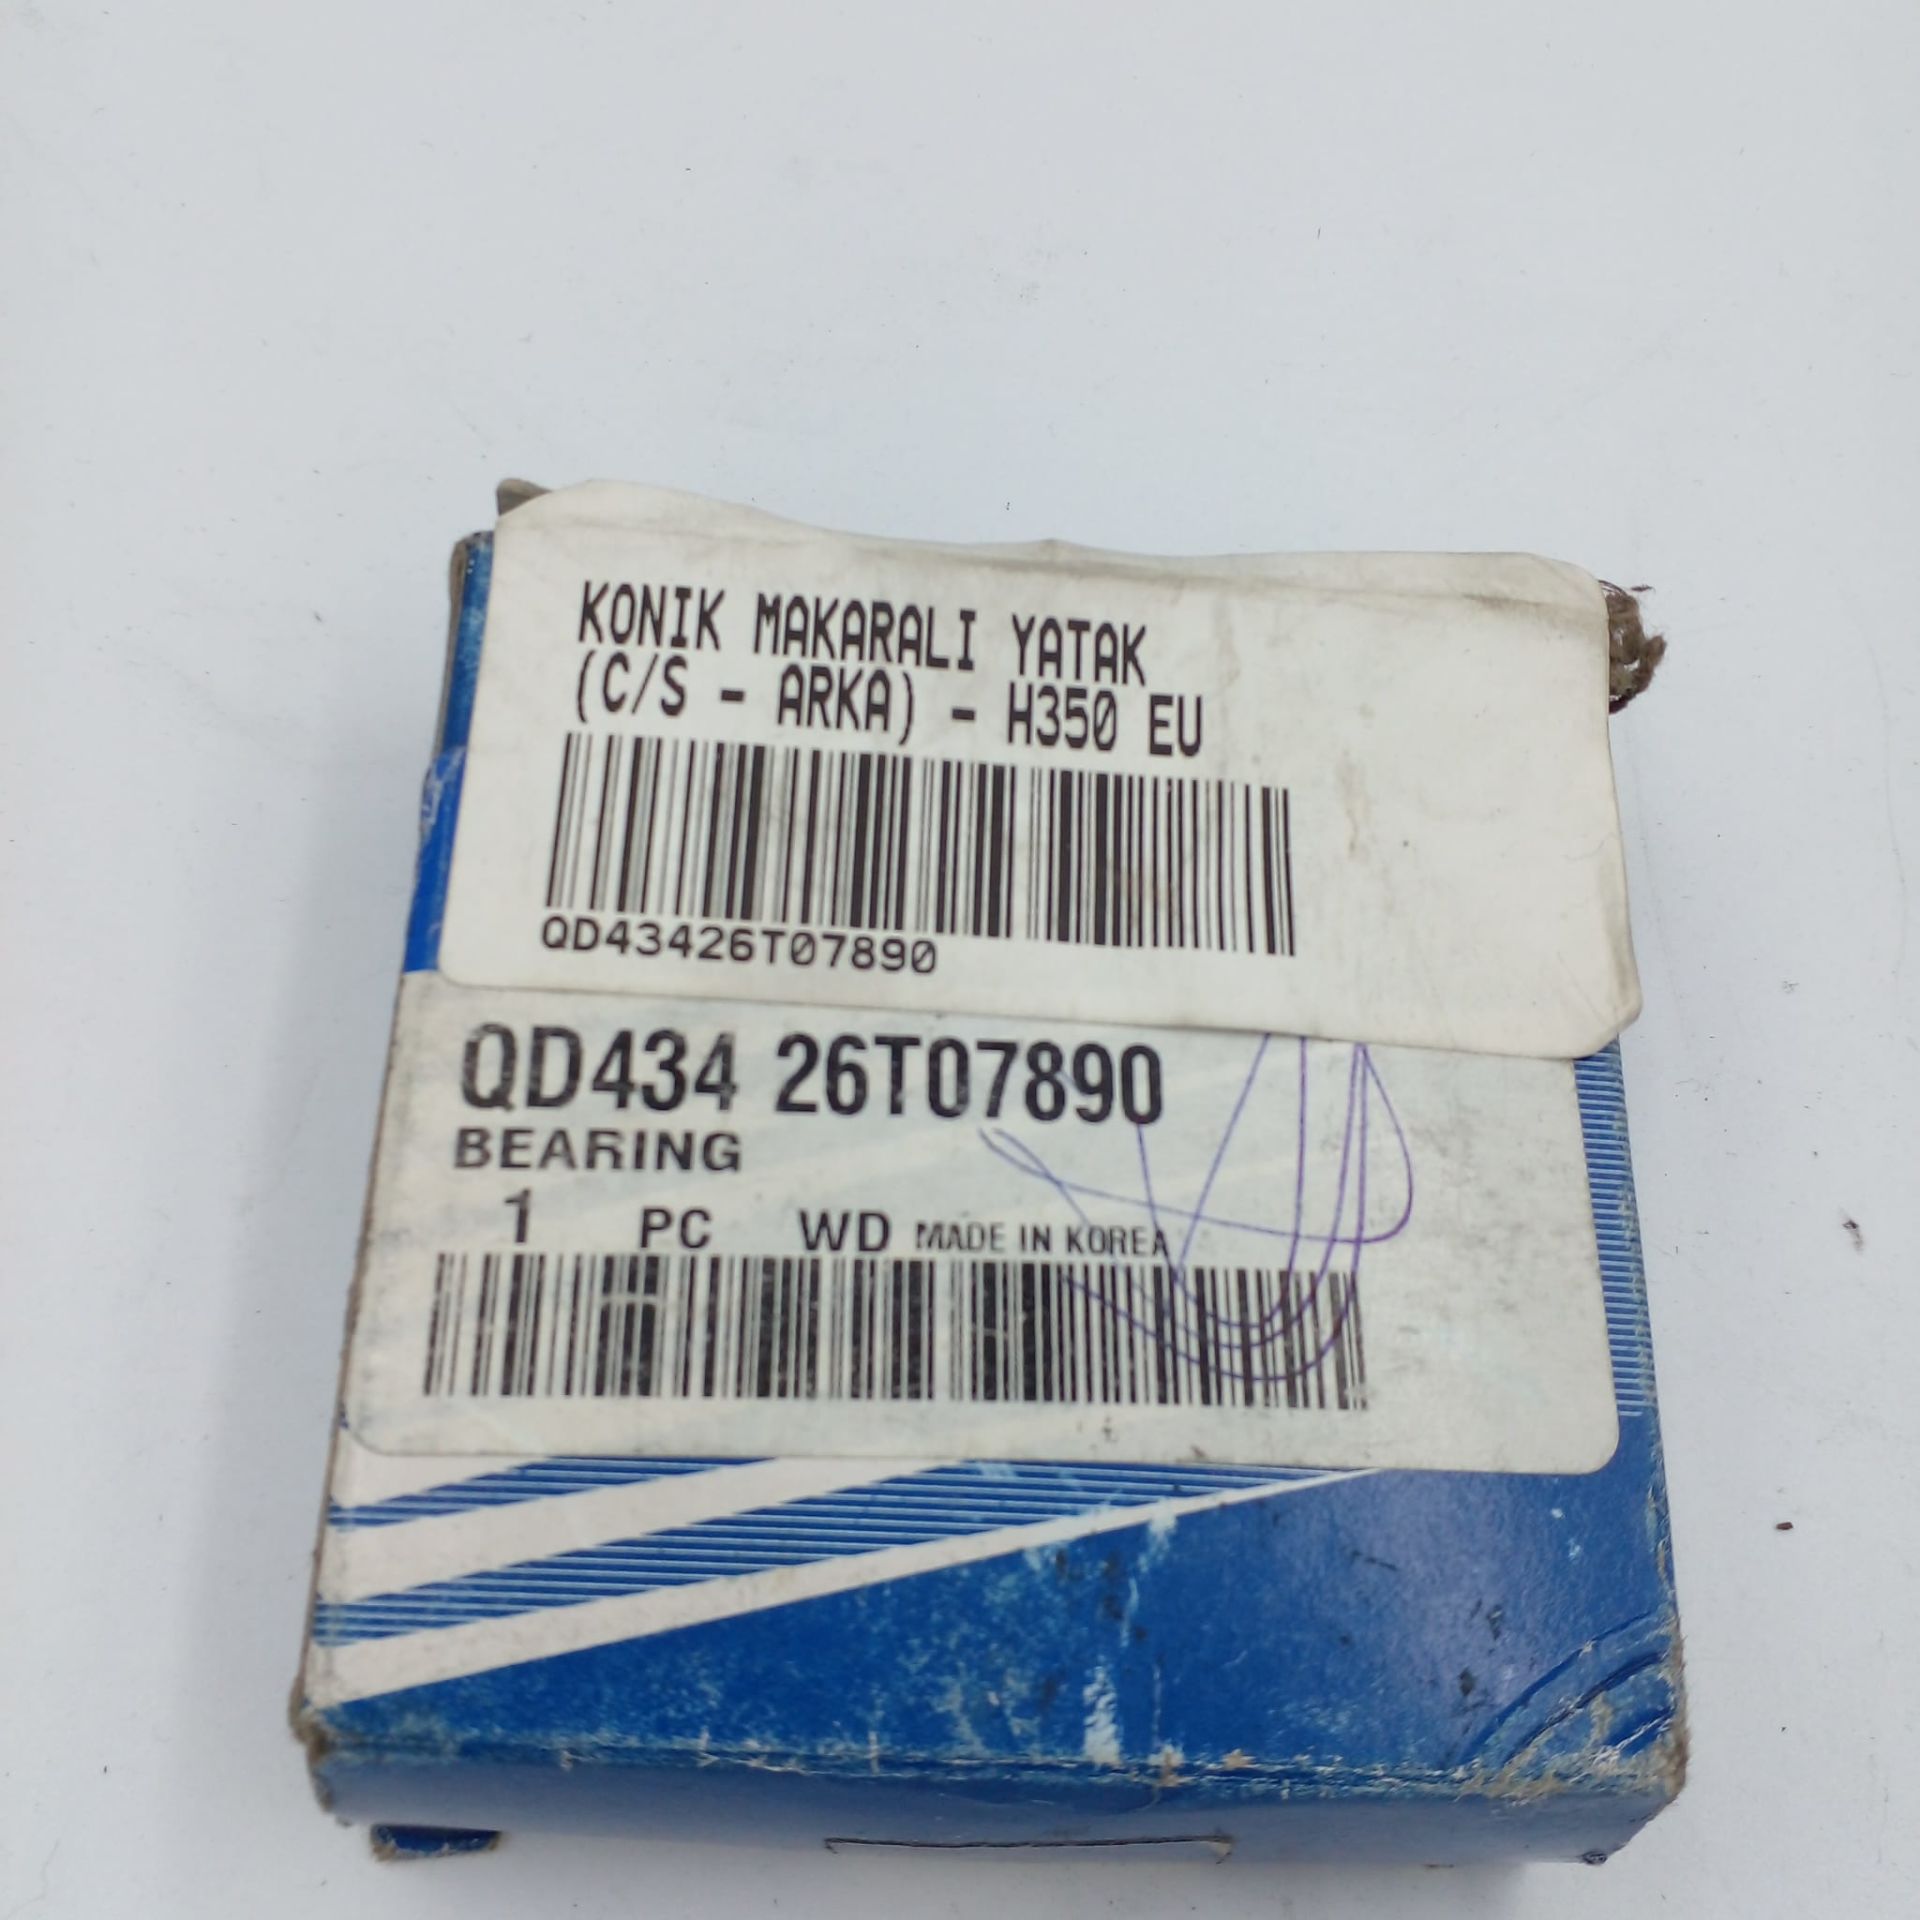 KONIK MAKARALI YATAK
(C/S - ARKA) - H350 EU
QD43426T07890
QD434 26T07890
BEARING
1 PC WD MADE IN KOREA